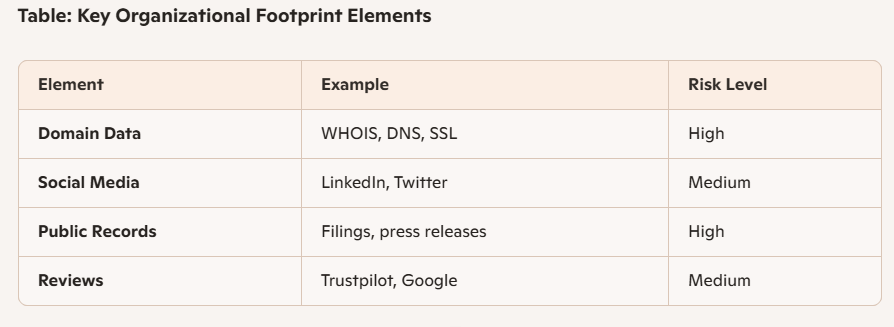 Table: Key Organizational Footprint Elements
Element Example Risk Level
Domain Data WHOIS, DNS, SSL High
Social Media LinkedIn, Twitter Medium
Public Records Filings, press releases High
Reviews Trustpilot, Google Medium